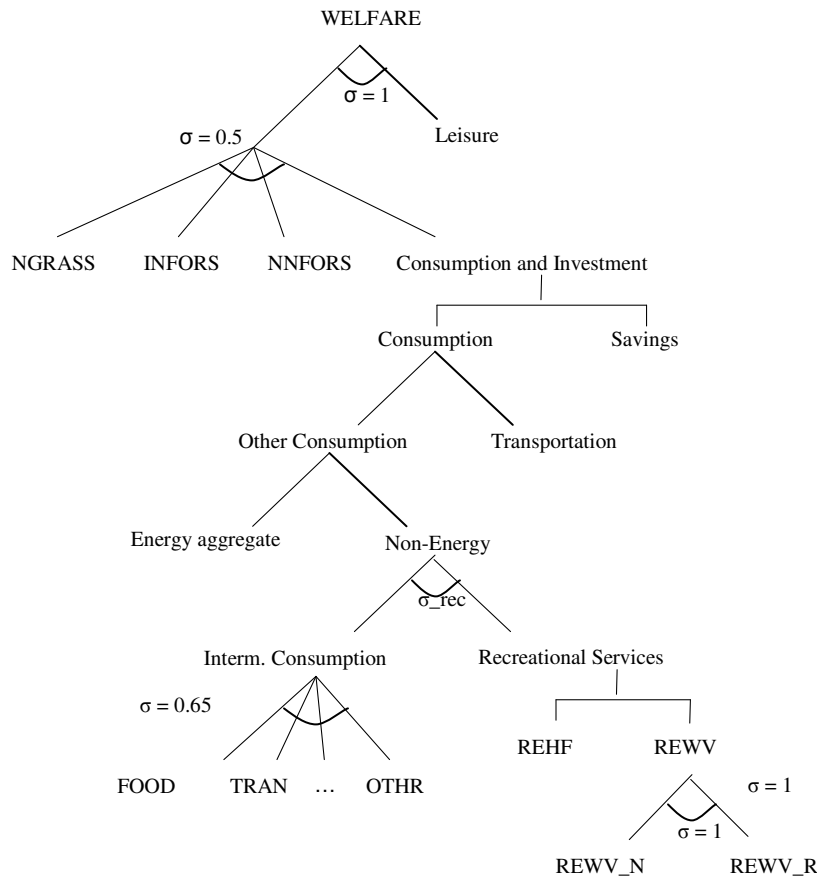 WELFARE
σ = 1
σ = 0.5
Leisure
NGRASS INFORS NNFORS Consumption and Investment
Consumption Savings
Other Consumption Transportation
Energy aggregate Non-Energy
σ_rec
Interm. Consumption Recreational Services
σ = 0.65
REHF REWV
FOOD TRAN … OTHR σ = 1
σ = 1
REWV_N REWV_R